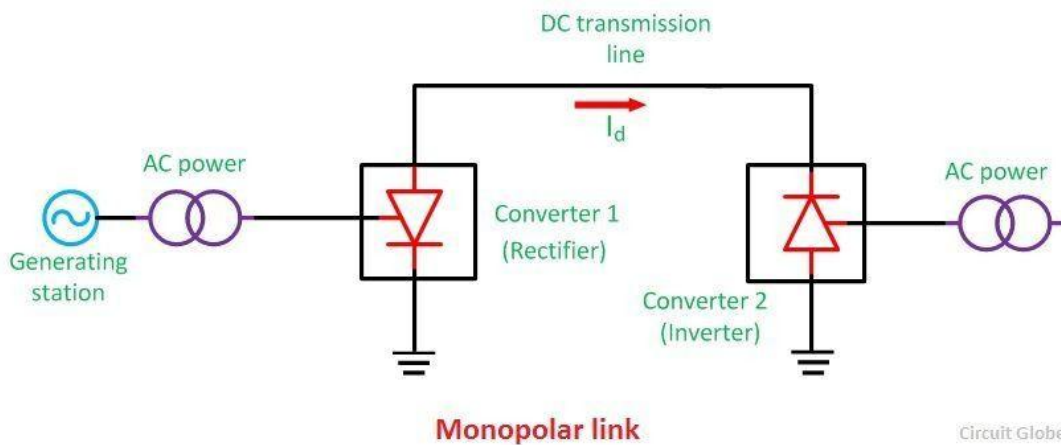 DC transmission
line
I_d
AC power
AC power
Converter 1
(Rectifier)
Generating
station
Converter 2
(Inverter)
Monopolar link
Circuit Globe